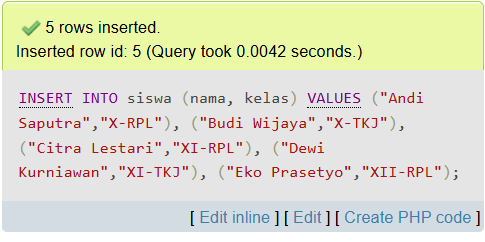 5 rows inserted.
Inserted row id: 5 (Query took 0.0042 seconds.)
INSERT INTO siswa (nama, kelas) VALUES ("Andi
Saputra","X-RPL"), ("Budi Wijaya","X-TKJ"),
("Citra Lestari","XI-RPL"), ("Dewi
Kurniawan","XI-TKJ"), ("Eko Prasetyo","XII-RPL");
[ Edit inline ] [ Edit ] [ Create PHP code ]